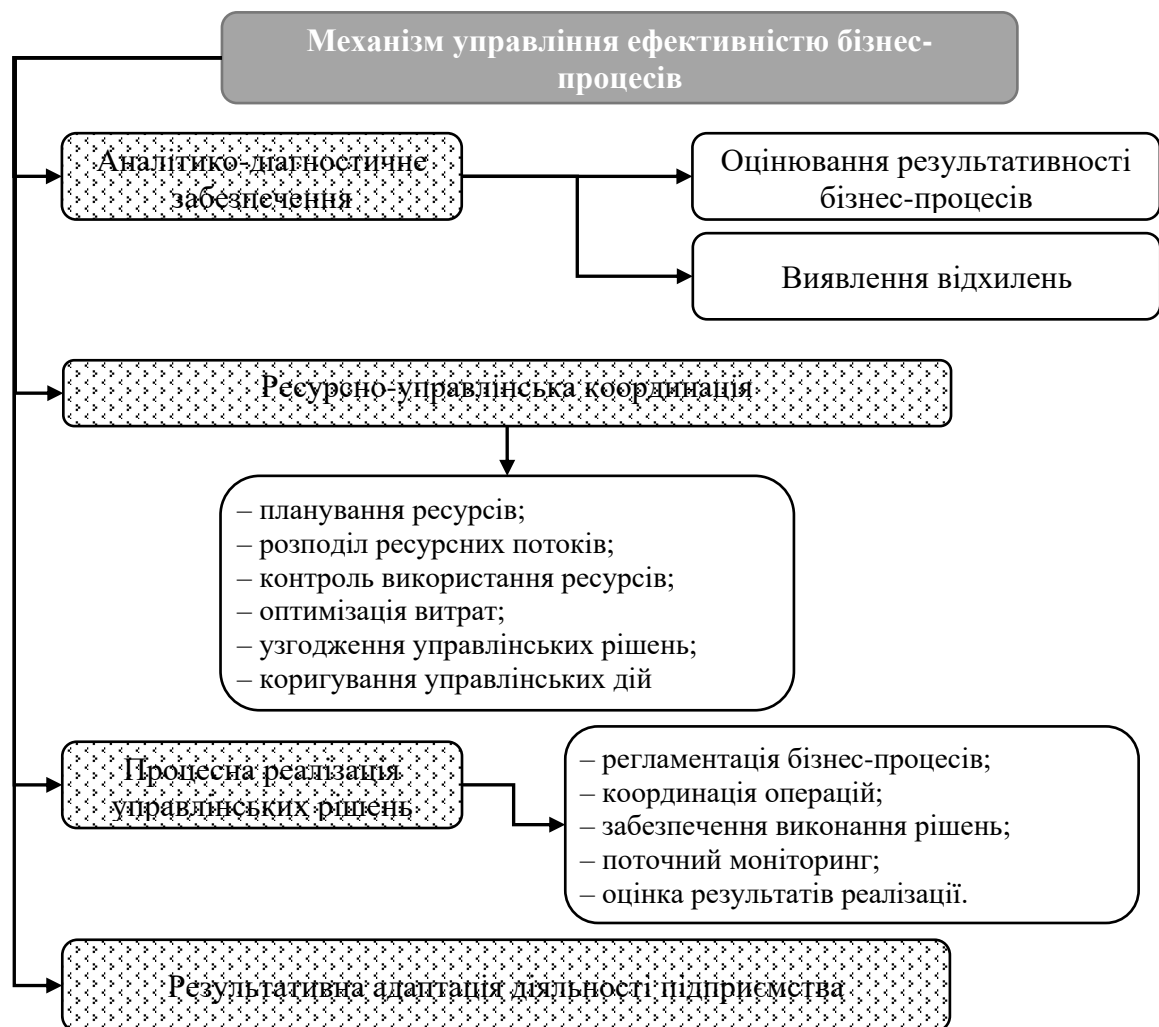 Механізм управління ефективністю бізнес-
процесів
Аналітико-діагностичне
забезпечення
Оцінювання результативності
бізнес-процесів
Виявлення відхилень
Ресурсно-управлінська координація
– планування ресурсів;
– розподіл ресурсних потоків;
– контроль використання ресурсів;
– оптимізація витрат;
– узгодження управлінських рішень;
– коригування управлінських дій
Процесна реалізація
управлінських рішень
– регламентація бізнес-процесів;
– координація операцій;
– забезпечення виконання рішень;
– поточний моніторинг;
– оцінка результатів реалізації.
Результативна адаптація діяльності підприємства